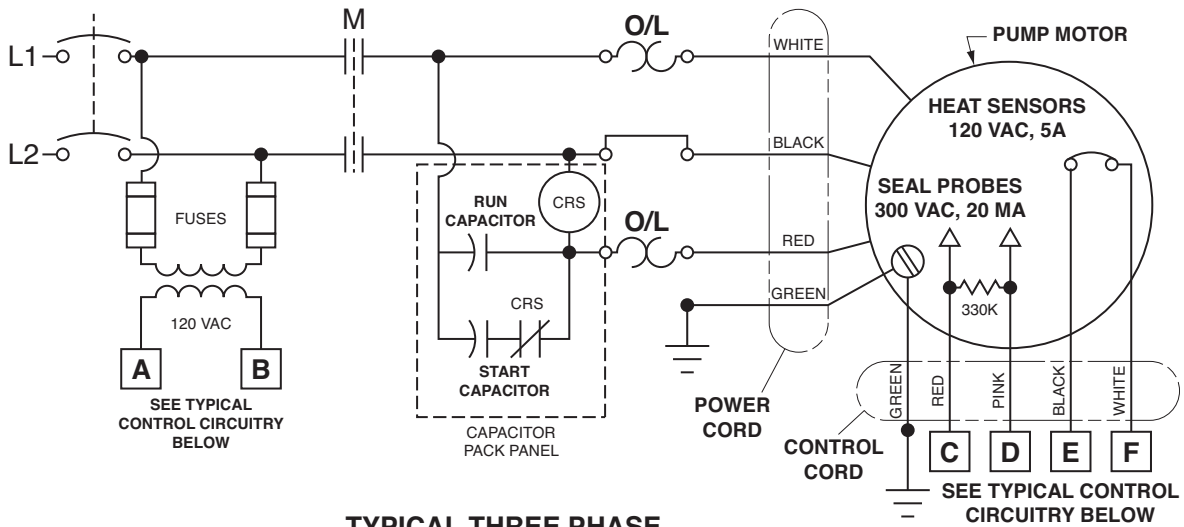 M
O/L
L1
WHITE
PUMP MOTOR
HEAT SENSORS
120 VAC, 5A
L2
BLACK
SEAL PROBES
300 VAC, 20 MA
FUSES
RUN
CAPACITOR
CRS
O/L
RED
GREEN
330K
120 VAC
CRS
START
CAPACITOR
A
B
SEE TYPICAL
CONTROL CIRCUITRY
BELOW
CAPACITOR
PACK PANEL
POWER
CORD
CONTROL
CORD
GREEN
RED
PINK
BLACK
WHITE
C
D
E
F
SEE TYPICAL CONTROL
CIRCUITRY BELOW
TYPICAL THREE PHASE